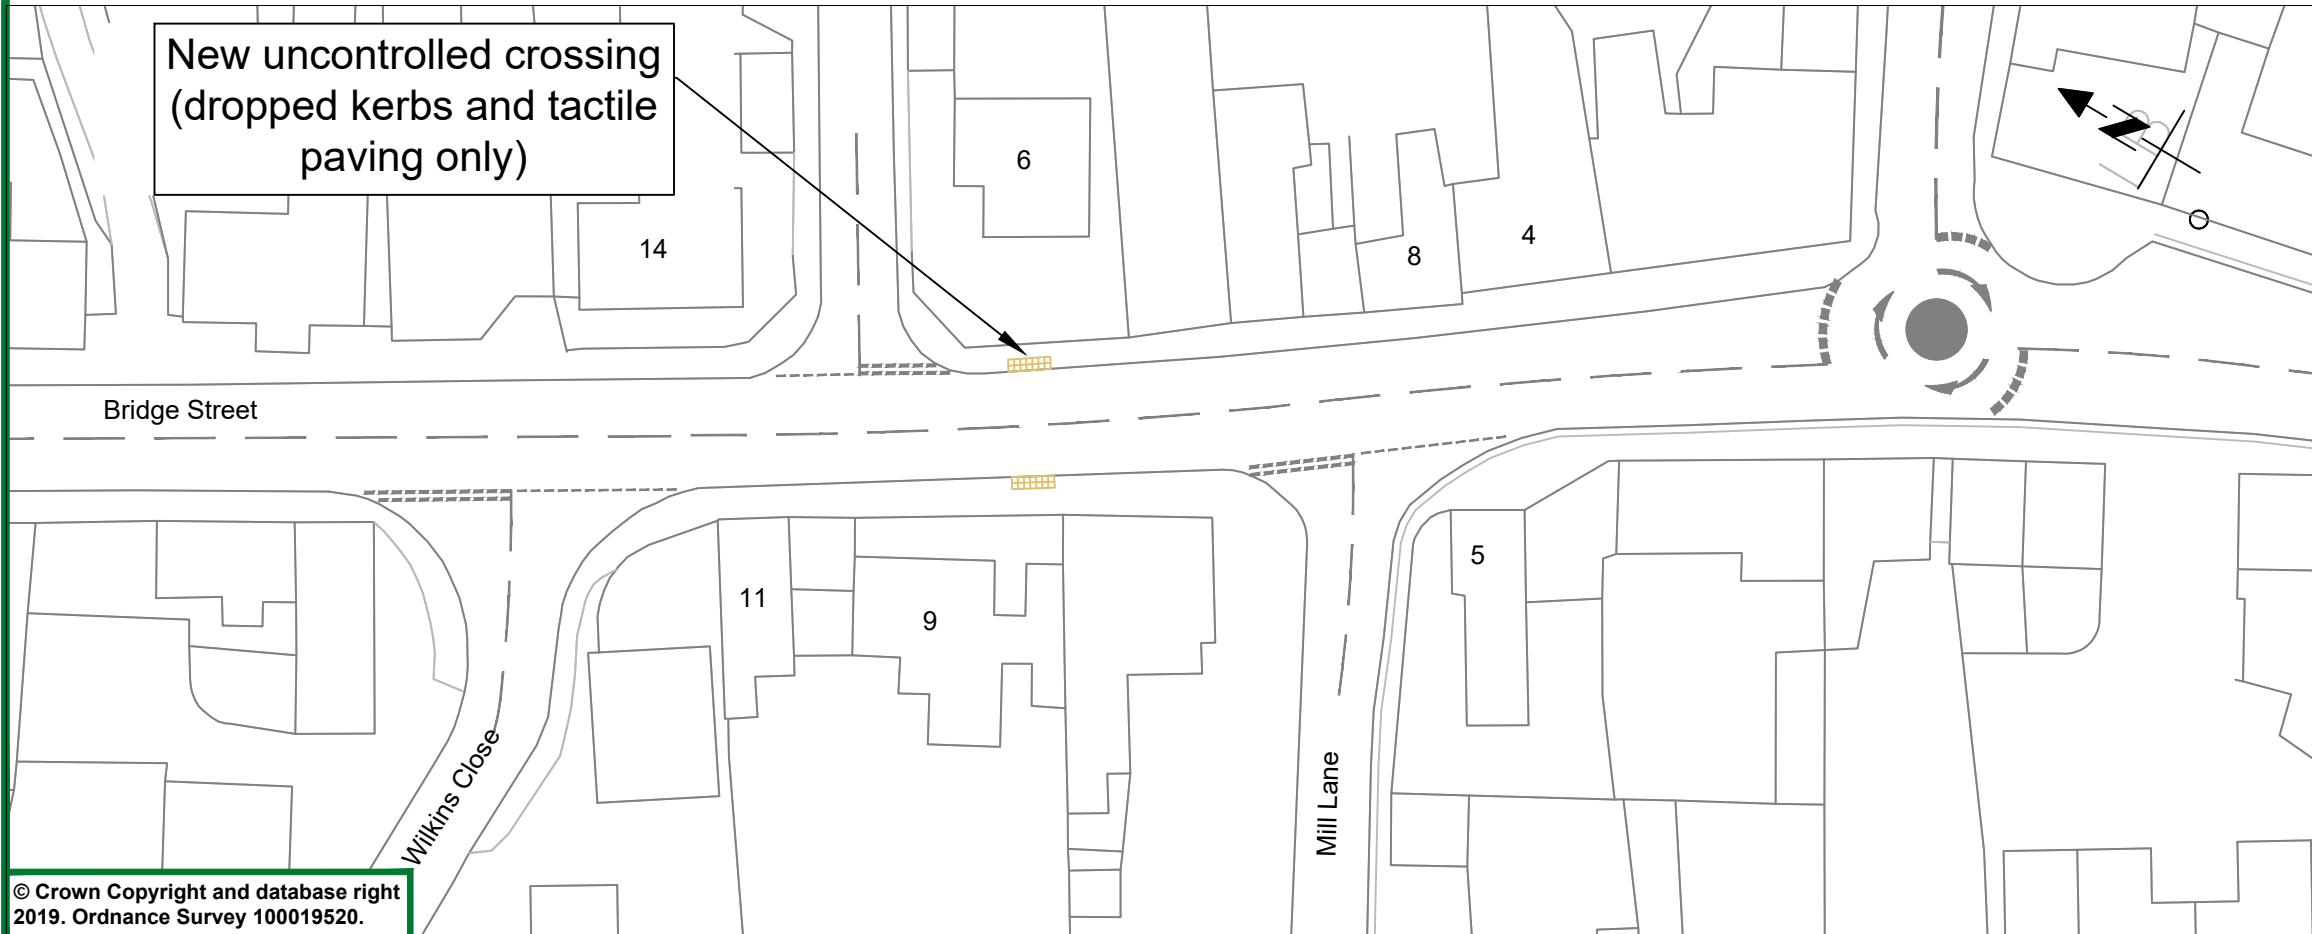 New uncontrolled crossing
(dropped kerbs and tactile
paving only)
6
14
4
8
Bridge Street
5
11
9
Wilkins Close
Mill Lane
N
© Crown Copyright and database right
2019. Ordnance Survey 100019520.